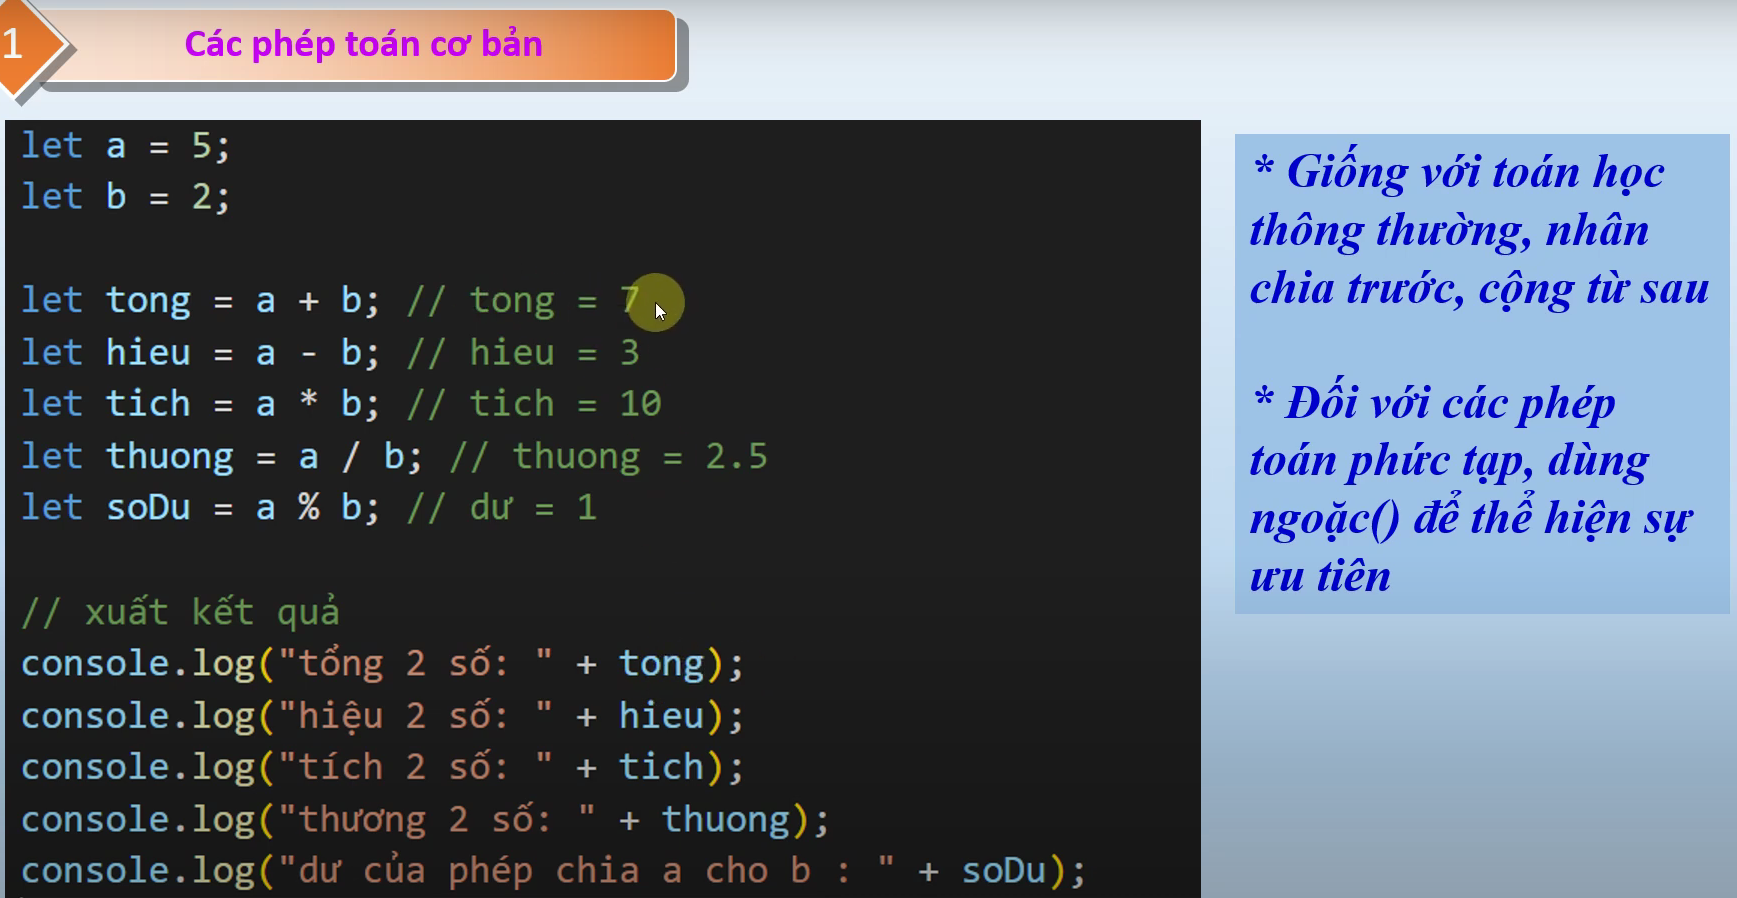 1
Các phép toán cơ bản
let a = 5;
let b = 2;
let tong = a + b; // tong = 7
let hieu = a - b; // hieu = 3
let tich = a * b; // tich = 10
let thuong = a / b; // thuong = 2.5
let soDu = a % b; // dư = 1
// xuất kết quả
console.log("tổng 2 số: " + tong);
console.log("hiệu 2 số: " + hieu);
console.log("tích 2 số: " + tich);
console.log("thương 2 số: " + thuong);
console.log("dư của phép chia a cho b : " + soDu);
* Giống với toán học
thông thường, nhân
chia trước, cộng từ sau
* Đối với các phép
toán phức tạp, dùng
ngoặc() để thể hiện sự
ưu tiên